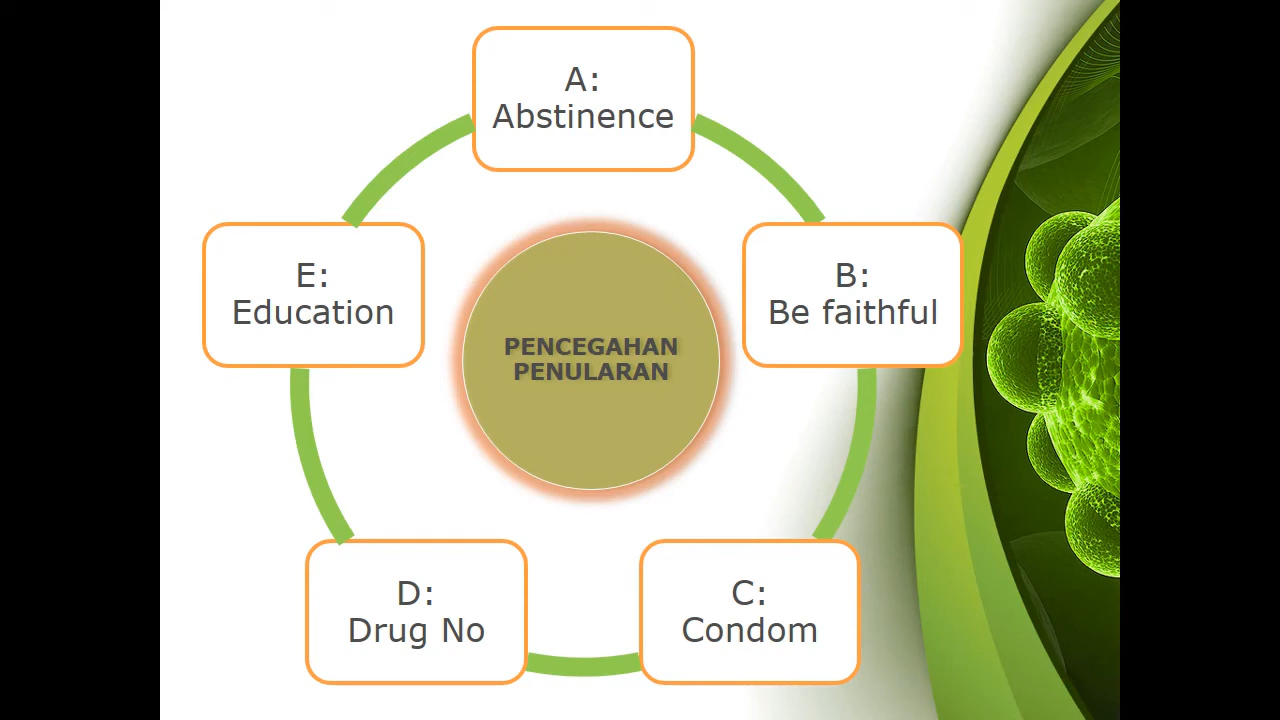 A:
Abstinence
E:
Education
B:
Be faithful
PENCEGAHAN
PENULARAN
D:
Drug No
C:
Condom